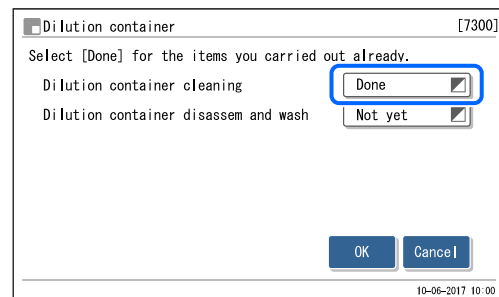 Dilution container [7300]
Select [Done] for the items you carried out already.
Dilution container cleaning Done
Dilution container disassem and wash Not yet
OK Cancel
10-06-2017 10:00